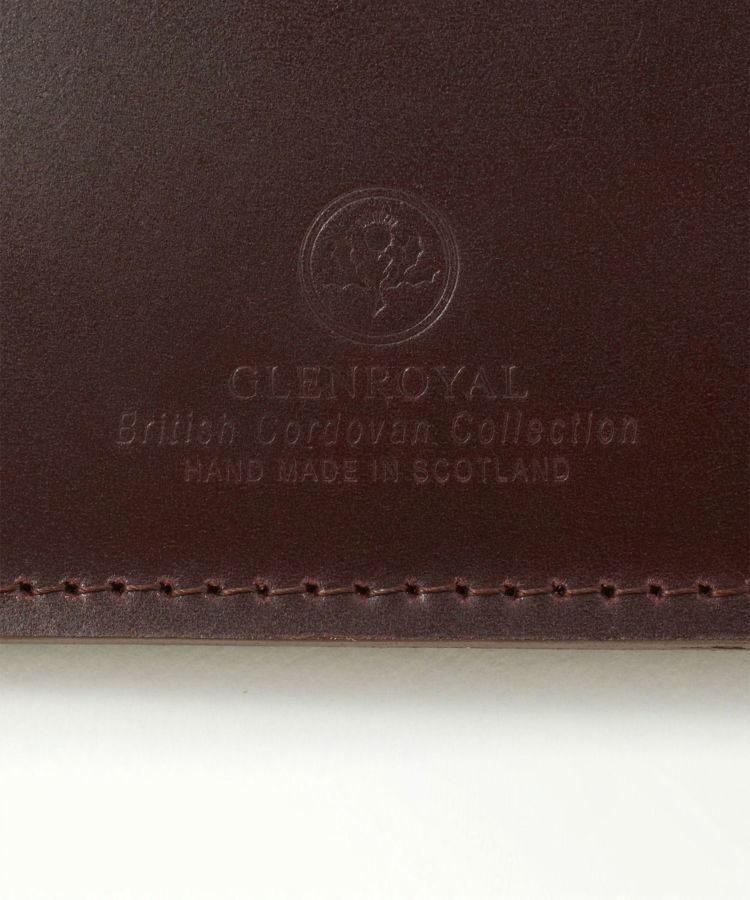 GLENROYAL
British Cordovan Collection
HAND MADE IN SCOTLAND